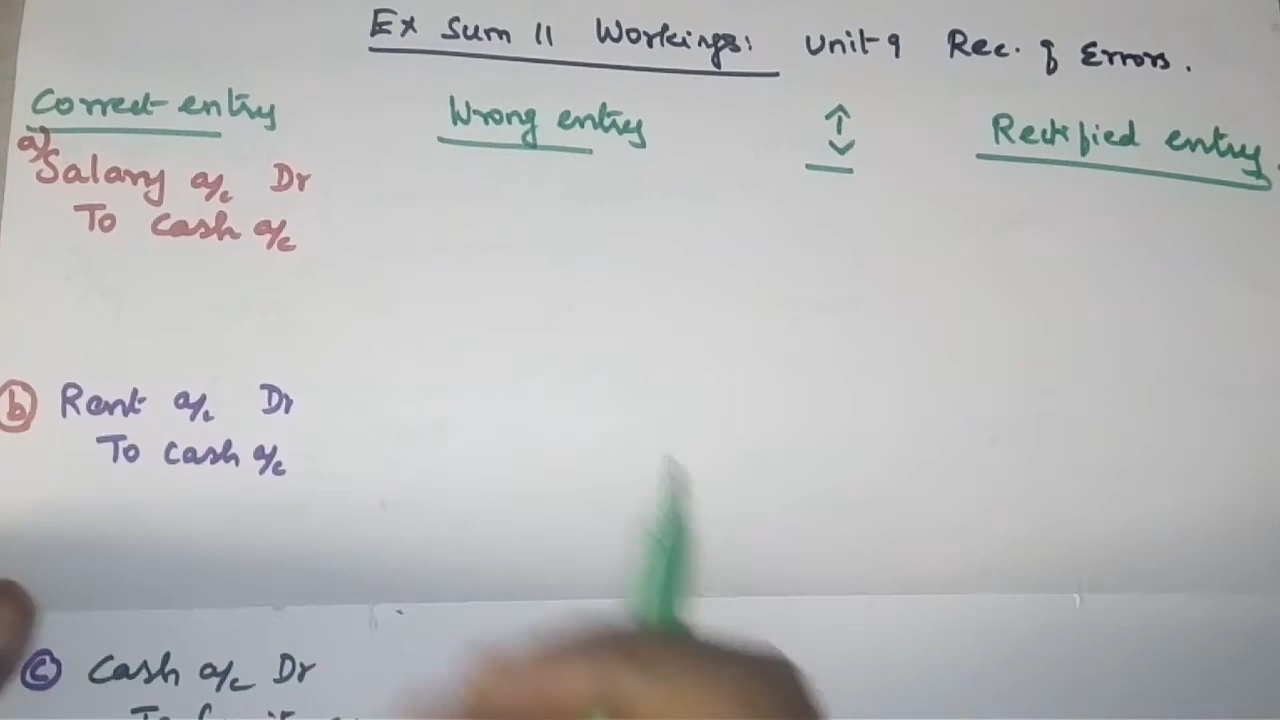 Ex Sum 11 Workings: Unit 9 Rec. of Errors.
Correct entry Wrong entry ↑↓ Rectified entry.
a) Salary a/c Dr
To Cash a/c
b Rent a/c Dr
To Cash a/c
c Cash a/c Dr
To